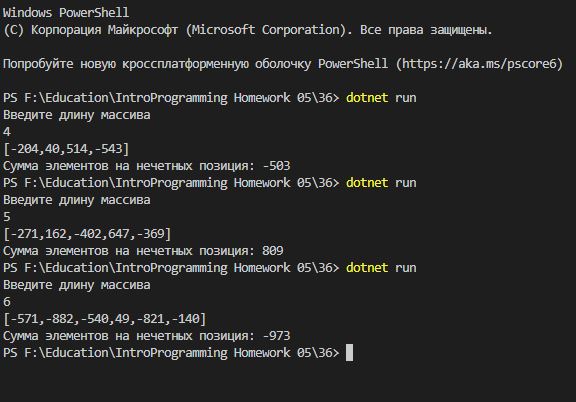 Windows PowerShell
(C) Корпорация Майкрософт (Microsoft Corporation). Все права защищены.
Попробуйте новую кроссплатформенную оболочку PowerShell (https://aka.ms/pscore6)
PS F:\Education\IntroProgramming Homework 05\36> dotnet run
Введите длину массива
4
[-204,40,514,-543]
Сумма элементов на нечетных позиция: -503
PS F:\Education\IntroProgramming Homework 05\36> dotnet run
Введите длину массива
5
[-271,162,-402,647,-369]
Сумма элементов на нечетных позиция: 809
PS F:\Education\IntroProgramming Homework 05\36> dotnet run
Введите длину массива
6
[-571,-882,-540,49,-821,-140]
Сумма элементов на нечетных позиция: -973
PS F:\Education\IntroProgramming Homework 05\36>